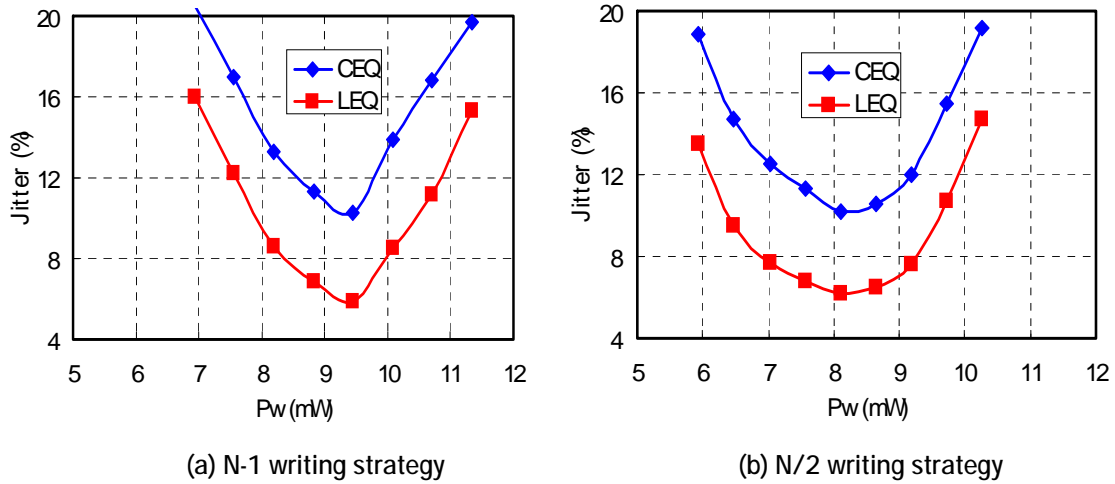 20
16
12
8
4
5 6 7 8 9 10 11 12
Jitter (%)
Pw (mW)
CEQ
LEQ
(a) N-1 writing strategy
20
16
12
8
4
5 6 7 8 9 10 11 12
Jitter (%)
Pw (mW)
CEQ
LEQ
(b) N/2 writing strategy